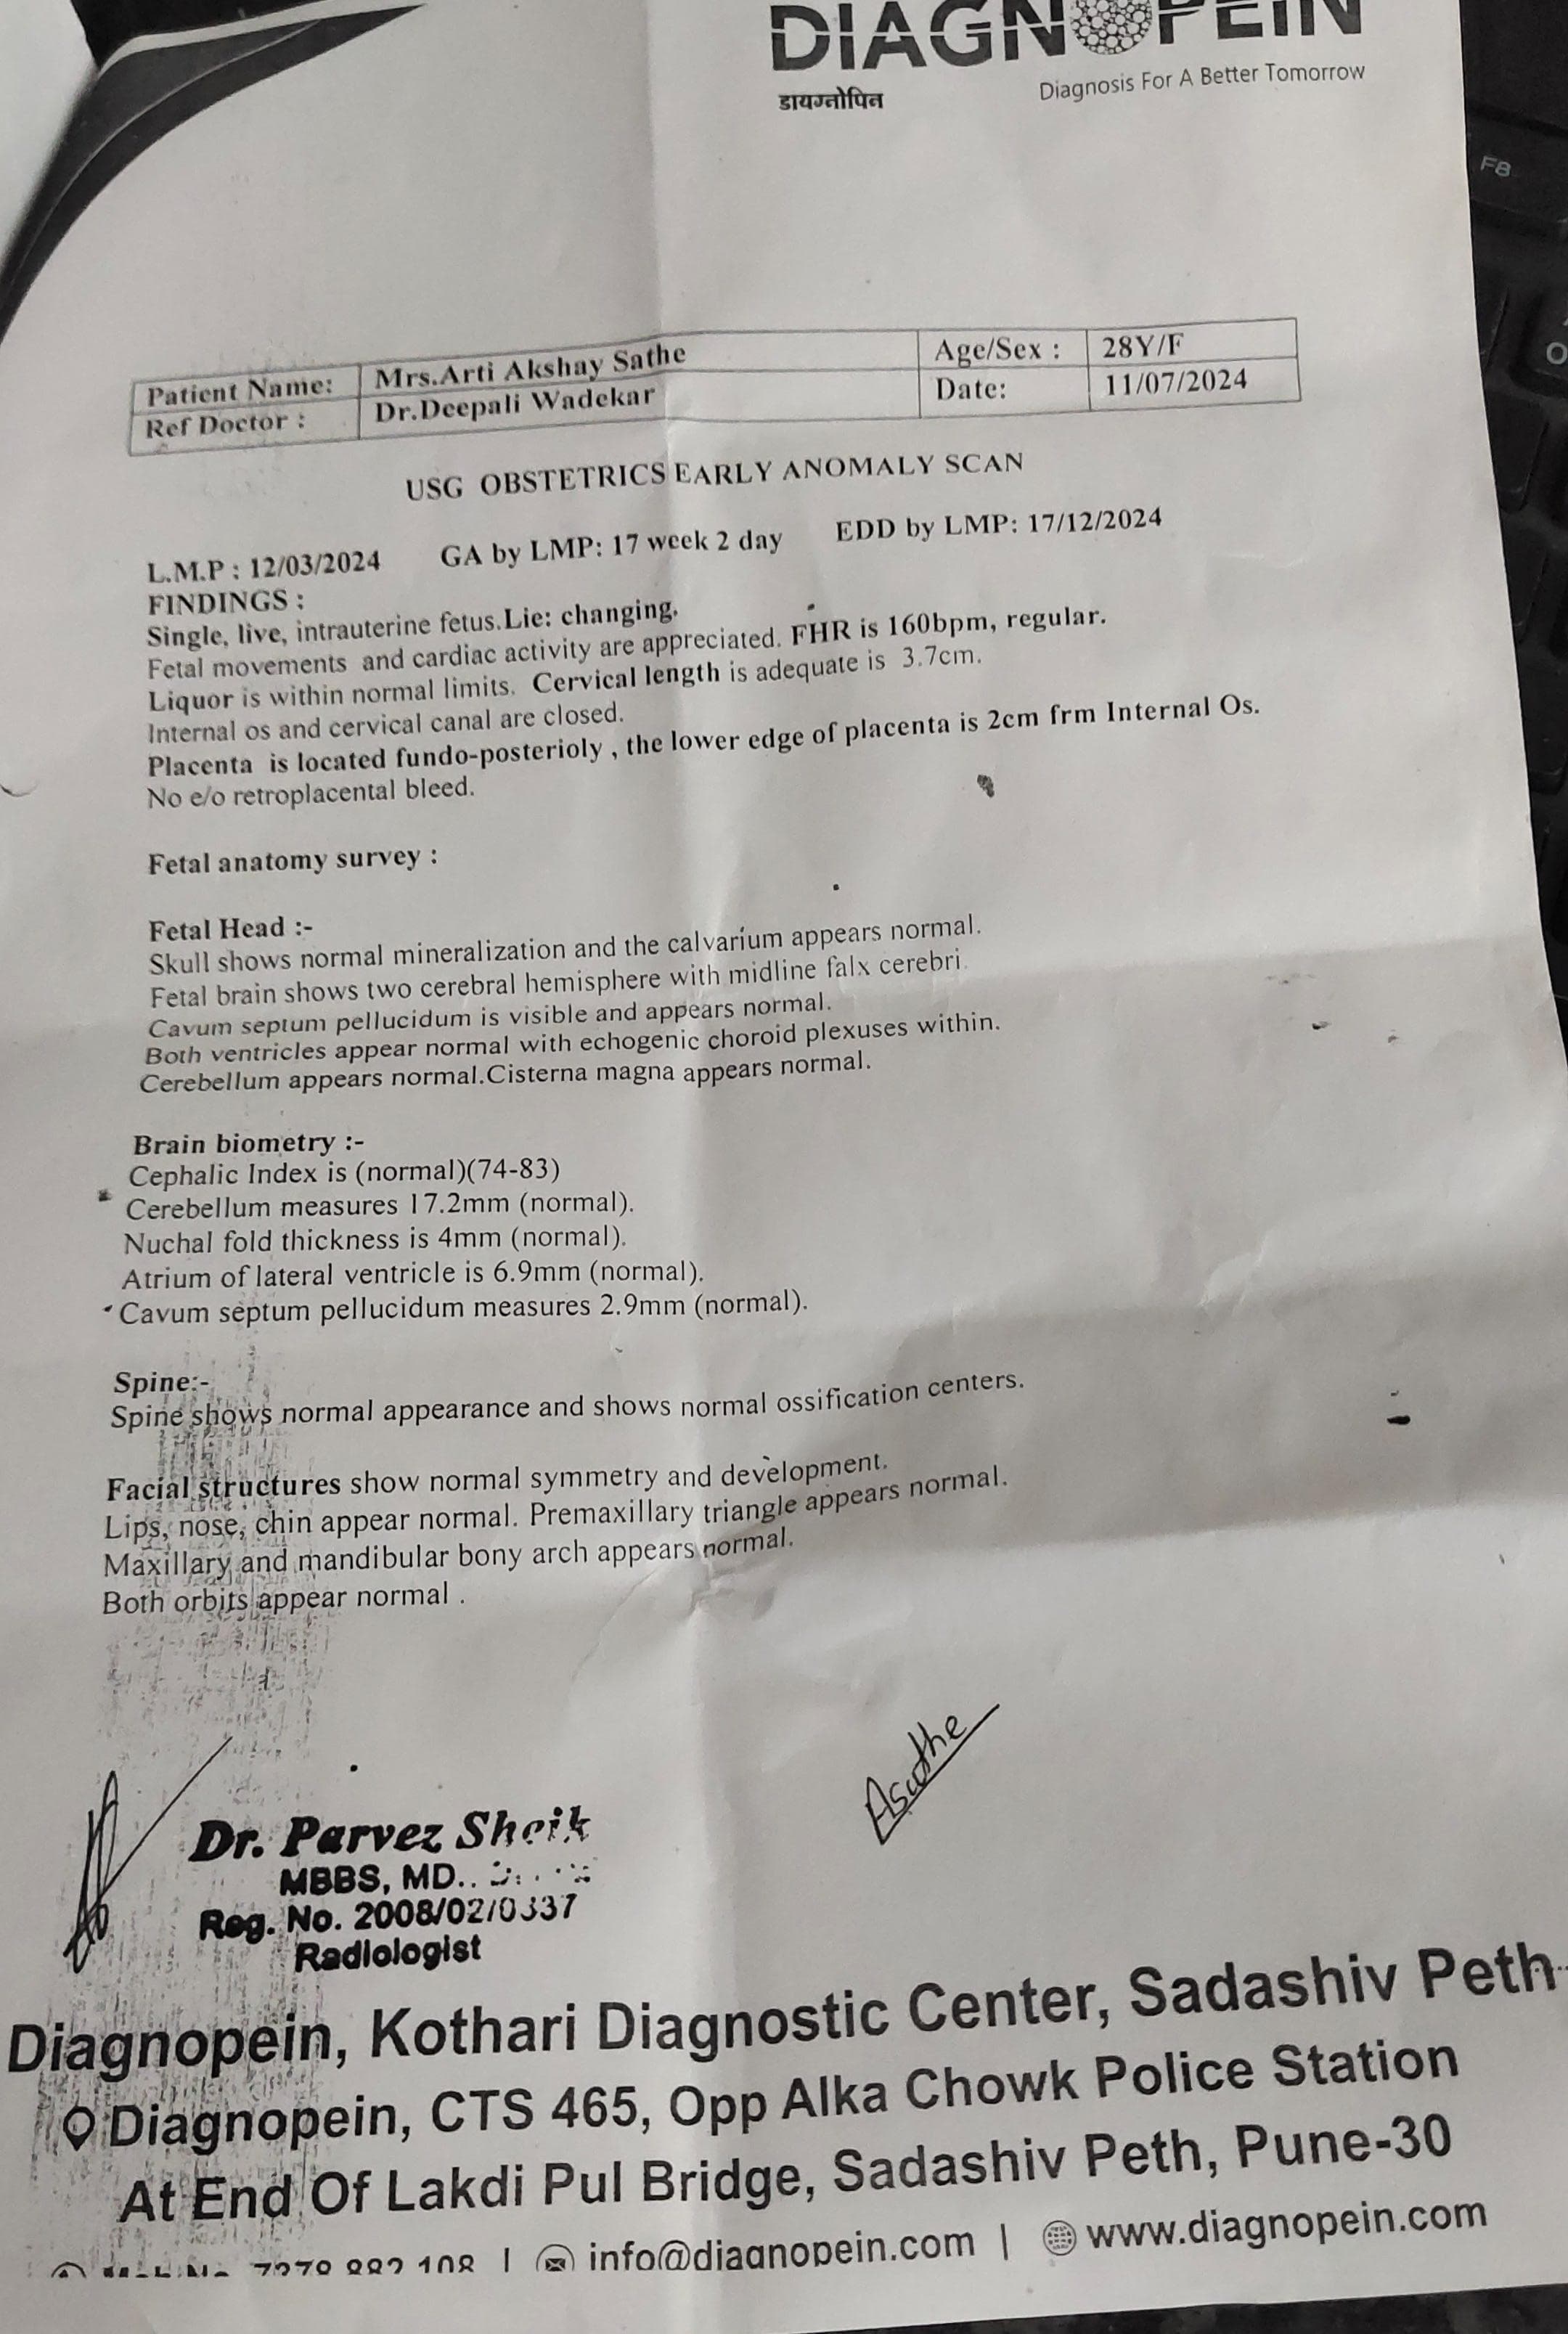 DIAGNOPEIN
डायग्नोपिन
Diagnosis For A Better Tomorrow
F8
Patient Name: Mrs.Arti Akshay Sathe Age/Sex : 28Y/F
Ref Doctor : Dr.Deepali Wadekar Date: 11/07/2024
USG OBSTETRICS EARLY ANOMALY SCAN
L.M.P : 12/03/2024 GA by LMP: 17 week 2 day EDD by LMP: 17/12/2024
FINDINGS :
Single, live, intrauterine fetus.Lie: changing.
Fetal movements and cardiac activity are appreciated. FHR is 160bpm, regular.
Liquor is within normal limits. Cervical length is adequate is 3.7cm.
Internal os and cervical canal are closed.
Placenta is located fundo-posterioly , the lower edge of placenta is 2cm frm Internal Os.
No e/o retroplacental bleed.
Fetal anatomy survey :
Fetal Head :-
Skull shows normal mineralization and the calvarium appears normal.
Fetal brain shows two cerebral hemisphere with midline falx cerebri.
Cavum septum pellucidum is visible and appears normal.
Both ventricles appear normal with echogenic choroid plexuses within.
Cerebellum appears normal.Cisterna magna appears normal.
Brain biometry :-
Cephalic Index is (normal)(74-83)
Cerebellum measures 17.2mm (normal).
Nuchal fold thickness is 4mm (normal).
Atrium of lateral ventricle is 6.9mm (normal).
Cavum septum pellucidum measures 2.9mm (normal).
Spine:-
Spine shows normal appearance and shows normal ossification centers.
Facial structures show normal symmetry and development.
Lips, nose, chin appear normal. Premaxillary triangle appears normal.
Maxillary and mandibular bony arch appears normal.
Both orbits appear normal .
Asathe
Dr. Parvez Sheik
MBBS, MD..
Reg. No. 2008/02/0337
Radiologist
Diagnopein, Kothari Diagnostic Center, Sadashiv Peth
Diagnopein, CTS 465, Opp Alka Chowk Police Station
At End Of Lakdi Pul Bridge, Sadashiv Peth, Pune-30
Mob No. 7278 882 108 | info@diagnopein.com | www.diagnopein.com